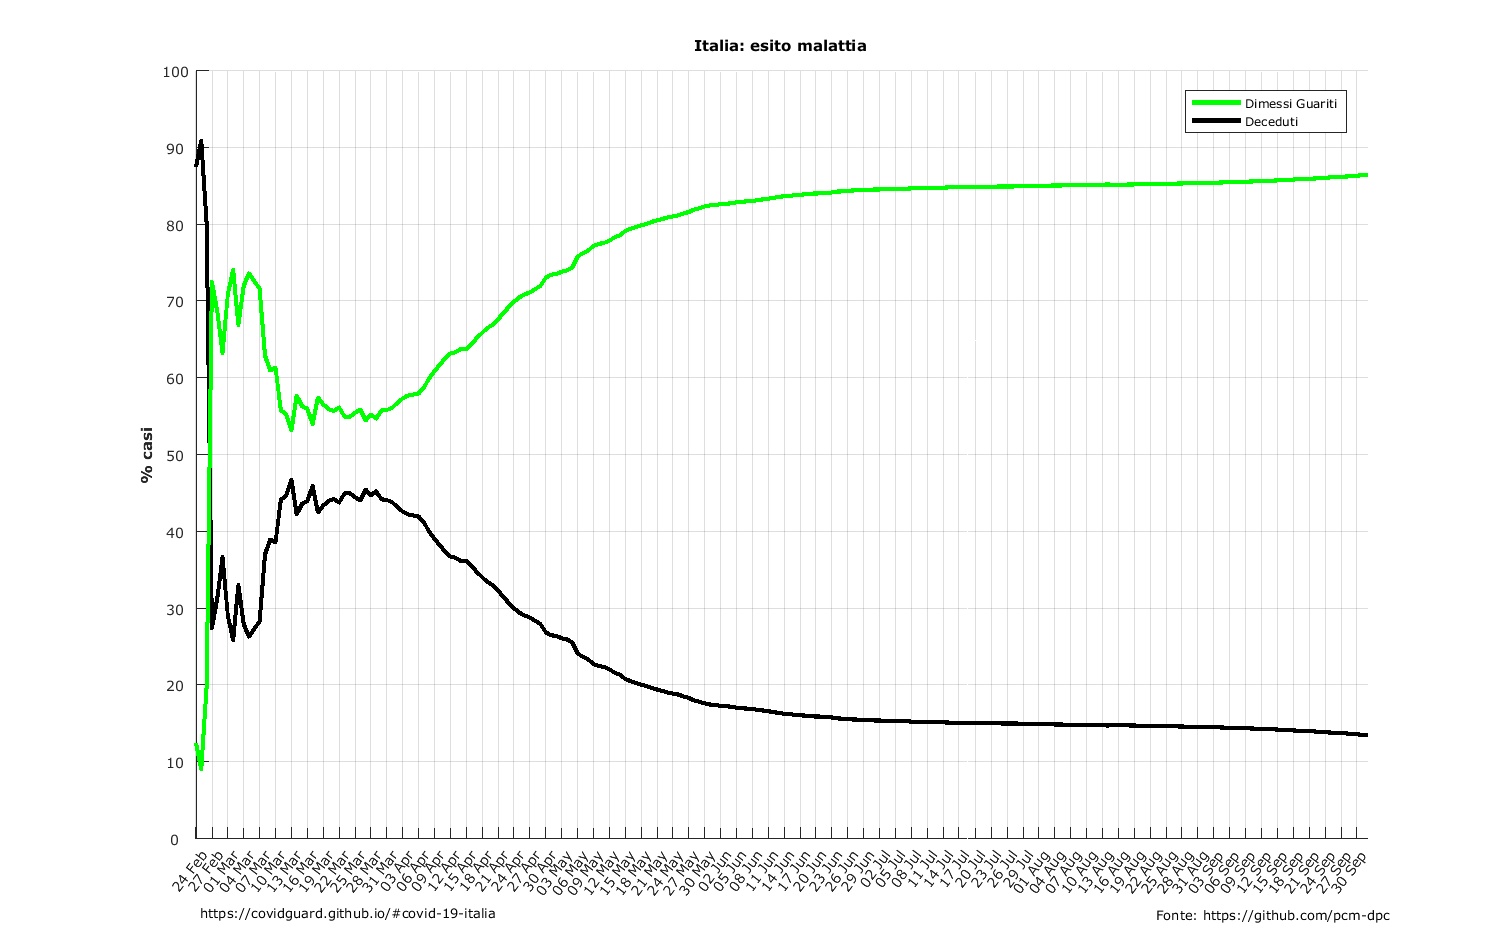 Italia: esito malattia
100
90
80
70
60
50
40
30
20
10
0
% casi
Dimessi Guariti
Deceduti
24 Feb
27 Feb
01 Mar
04 Mar
07 Mar
10 Mar
13 Mar
16 Mar
19 Mar
22 Mar
25 Mar
28 Mar
31 Mar
03 Apr
06 Apr
09 Apr
12 Apr
15 Apr
18 Apr
21 Apr
24 Apr
27 Apr
30 Apr
03 May
06 May
09 May
12 May
15 May
18 May
21 May
24 May
27 May
30 May
02 Jun
05 Jun
08 Jun
11 Jun
14 Jun
17 Jun
20 Jun
23 Jun
26 Jun
29 Jun
02 Jul
05 Jul
08 Jul
11 Jul
14 Jul
17 Jul
20 Jul
23 Jul
26 Jul
29 Jul
01 Aug
04 Aug
07 Aug
10 Aug
13 Aug
16 Aug
19 Aug
22 Aug
25 Aug
28 Aug
31 Aug
03 Sep
06 Sep
09 Sep
12 Sep
15 Sep
18 Sep
21 Sep
24 Sep
27 Sep
30 Sep
https://covidguard.github.io/#covid-19-italia
Fonte: https://github.com/pcm-dpc